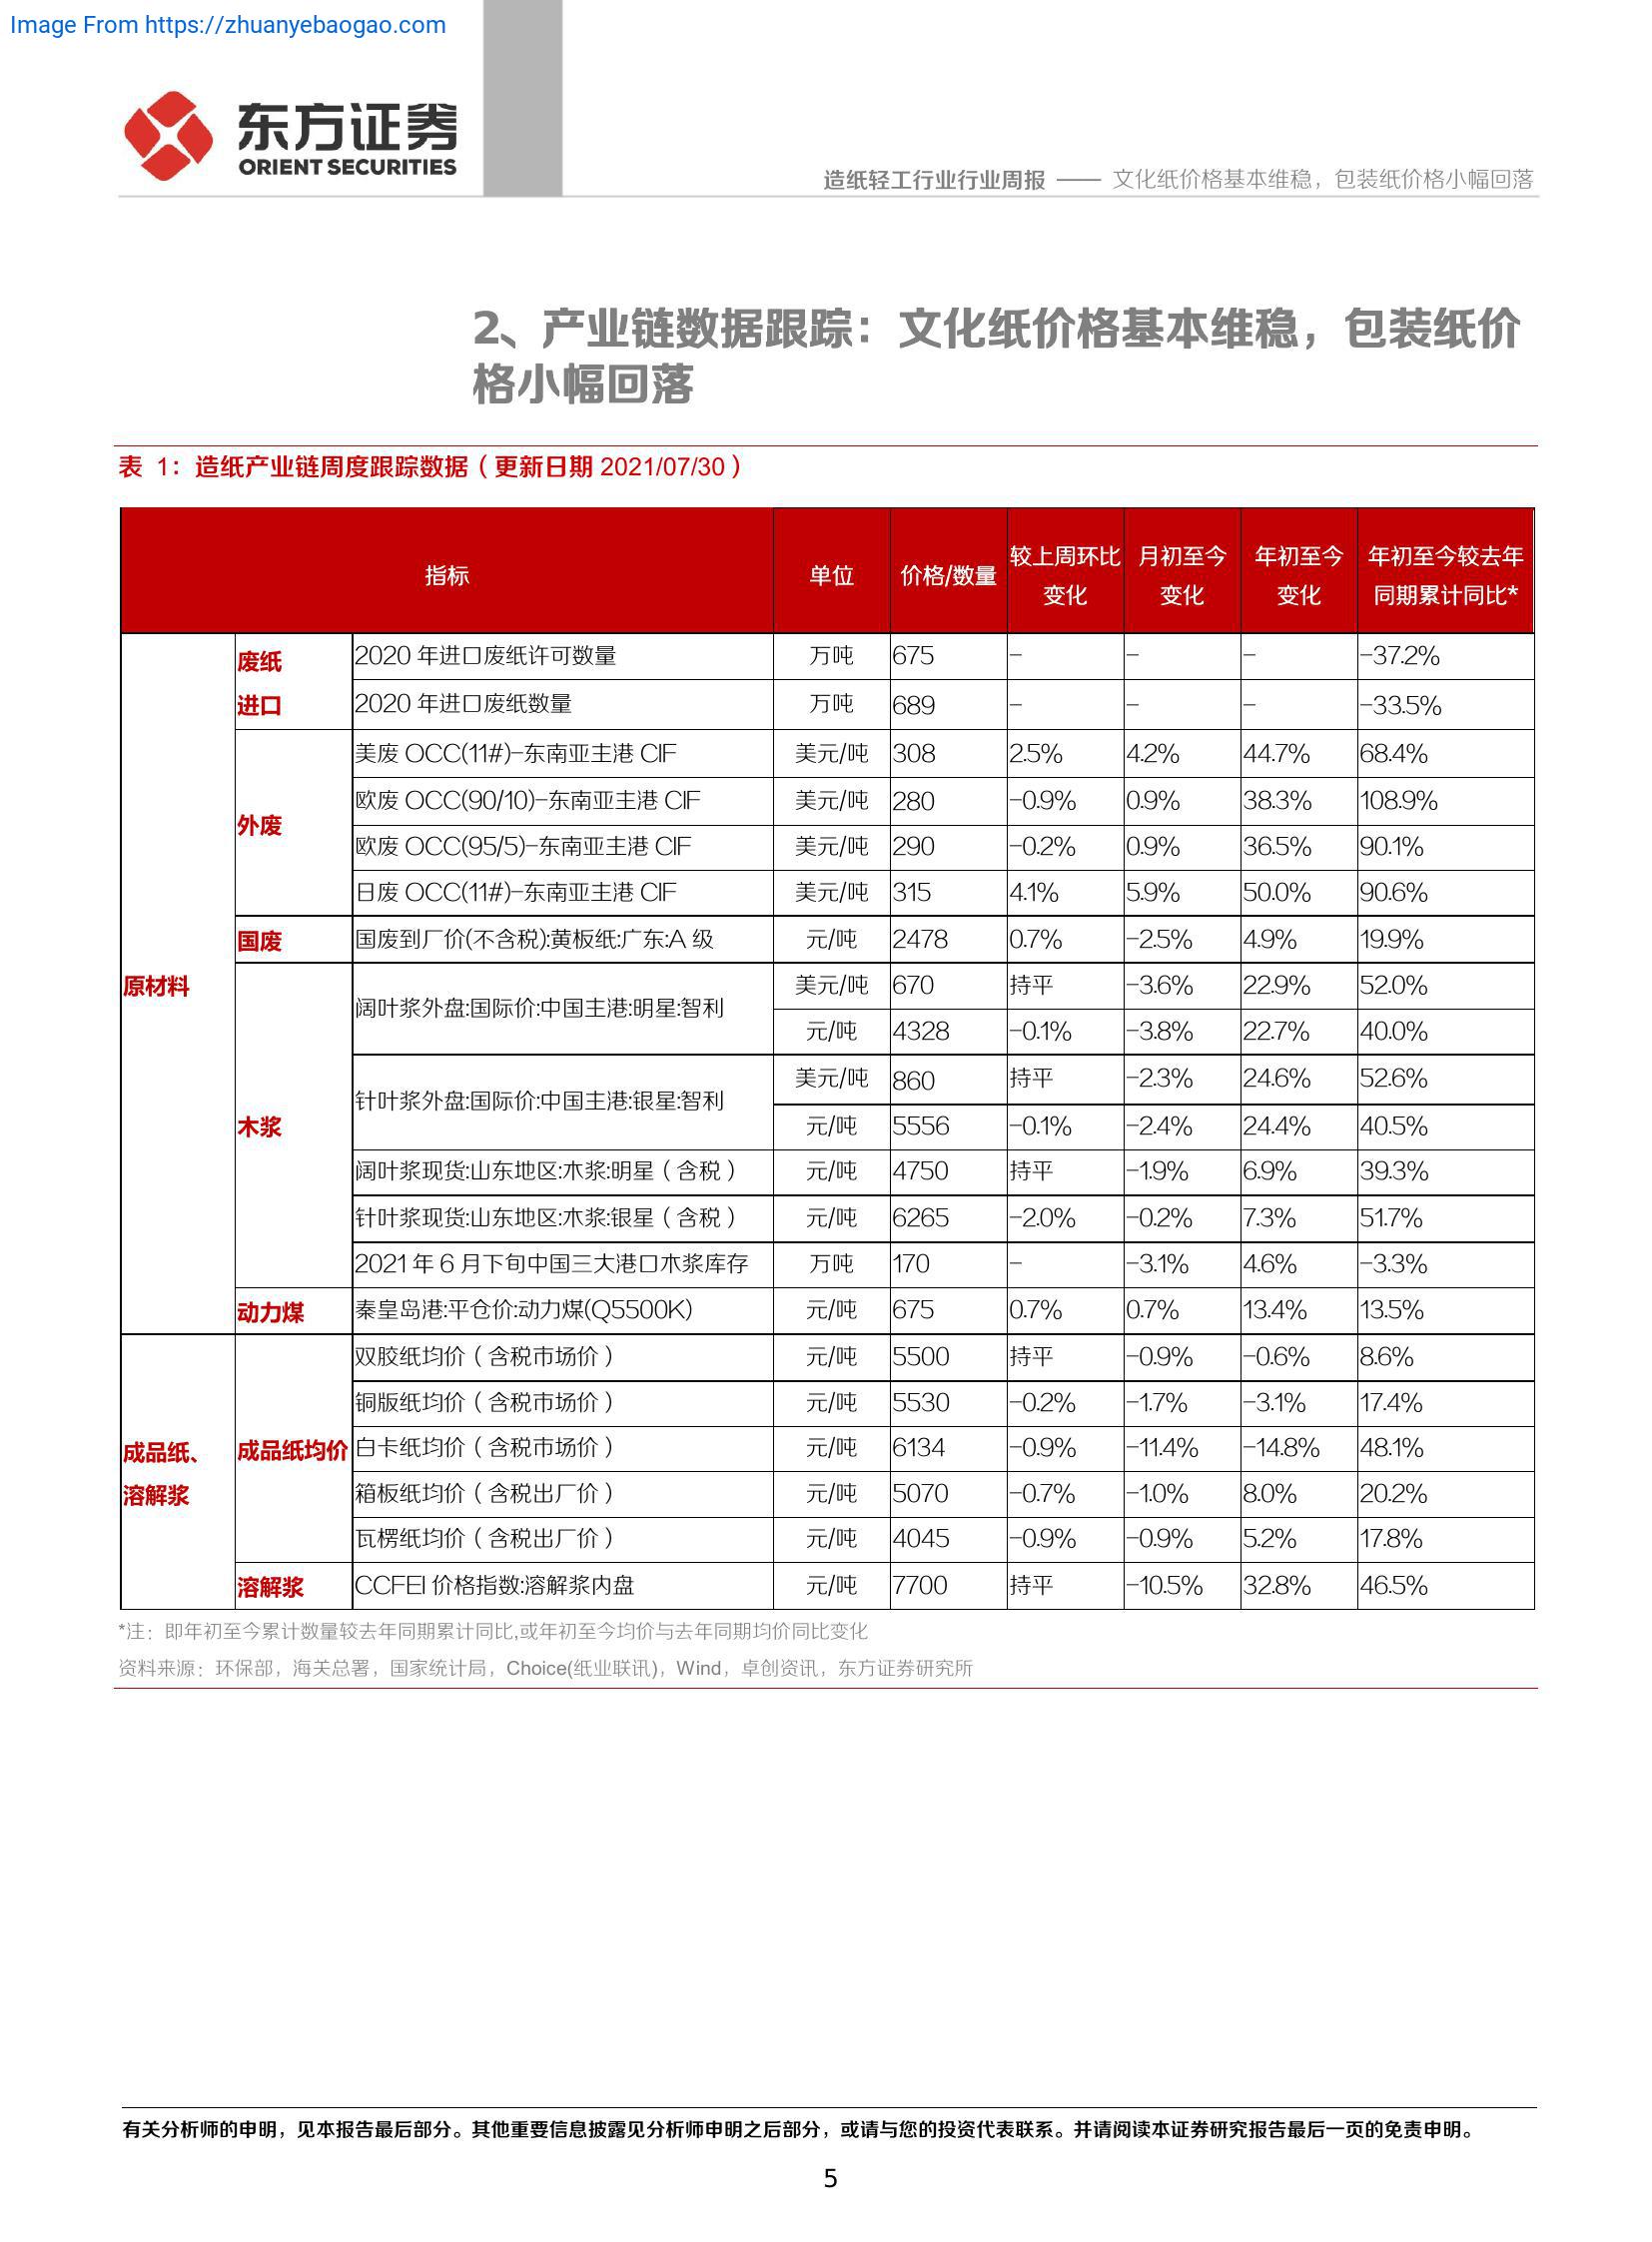 Image From https://zhuanyebaogao.com
东方证券
ORIENT SECURITIES
造纸轻工行业行业周报 —— 文化纸价格基本维稳，包装纸价格小幅回落
2、产业链数据跟踪：文化纸价格基本维稳，包装纸价
格小幅回落
表 1：造纸产业链周度跟踪数据（更新日期 2021/07/30）
指标 单位 价格/数量 较上周环比变化 月初至今变化 年初至今变化 年初至今较去年同期累计同比*
原材料
废纸进口
2020 年进口废纸许可数量 万吨 675 - - - -37.2%
2020 年进口废纸数量 万吨 689 - - - -33.5%
外废
美废 OCC(11#)-东南亚主港 CIF 美元/吨 308 2.5% 4.2% 44.7% 68.4%
欧废 OCC(90/10)-东南亚主港 CIF 美元/吨 280 -0.9% 0.9% 38.3% 108.9%
欧废 OCC(95/5)-东南亚主港 CIF 美元/吨 290 -0.2% 0.9% 36.5% 90.1%
日废 OCC(11#)-东南亚主港 CIF 美元/吨 315 4.1% 5.9% 50.0% 90.6%
国废 国废到厂价(不含税):黄板纸:广东:A 级 元/吨 2478 0.7% -2.5% 4.9% 19.9%
木浆
阔叶浆外盘:国际价:中国主港:明星:智利 美元/吨 670 持平 -3.6% 22.9% 52.0%
元/吨 4328 -0.1% -3.8% 22.7% 40.0%
针叶浆外盘:国际价:中国主港:银星:智利 美元/吨 860 持平 -2.3% 24.6% 52.6%
元/吨 5556 -0.1% -2.4% 24.4% 40.5%
阔叶浆现货:山东地区:木浆:明星（含税） 元/吨 4750 持平 -1.9% 6.9% 39.3%
针叶浆现货:山东地区:木浆:银星（含税） 元/吨 6265 -2.0% -0.2% 7.3% 51.7%
2021 年 6 月下旬中国三大港口木浆库存 万吨 170 - -3.1% 4.6% -3.3%
动力煤 秦皇岛港:平仓价:动力煤(Q5500K) 元/吨 675 0.7% 0.7% 13.4% 13.5%
成品纸、溶解浆
成品纸均价
双胶纸均价（含税市场价） 元/吨 5500 持平 -0.9% -0.6% 8.6%
铜版纸均价（含税市场价） 元/吨 5530 -0.2% -1.7% -3.1% 17.4%
白卡纸均价（含税市场价） 元/吨 6134 -0.9% -11.4% -14.8% 48.1%
箱板纸均价（含税出厂价） 元/吨 5070 -0.7% -1.0% 8.0% 20.2%
瓦楞纸均价（含税出厂价） 元/吨 4045 -0.9% -0.9% 5.2% 17.8%
溶解浆 CCFEI 价格指数:溶解浆内盘 元/吨 7700 持平 -10.5% 32.8% 46.5%
*注：即年初至今累计数量较去年同期累计同比,或年初至今均价与去年同期均价同比变化
资料来源：环保部，海关总署，国家统计局，Choice(纸业联讯)，Wind，卓创资讯，东方证券研究所
有关分析师的申明，见本报告最后部分。其他重要信息披露见分析师申明之后部分，或请与您的投资代表联系。并请阅读本证券研究报告最后一页的免责申明。
5